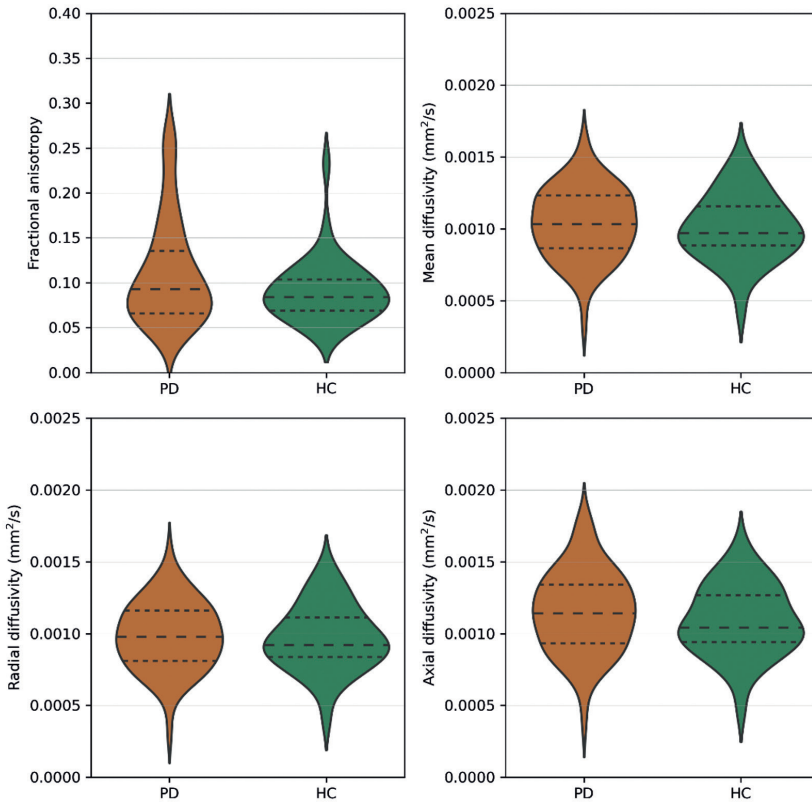 Fractional anisotropy
0.40
0.35
0.30
0.25
0.20
0.15
0.10
0.05
0.00
PD
HC
Mean diffusivity (mm²/s)
0.0025
0.0020
0.0015
0.0010
0.0005
0.0000
PD
HC
Radial diffusivity (mm²/s)
0.0025
0.0020
0.0015
0.0010
0.0005
0.0000
PD
HC
Axial diffusivity (mm²/s)
0.0025
0.0020
0.0015
0.0010
0.0005
0.0000
PD
HC